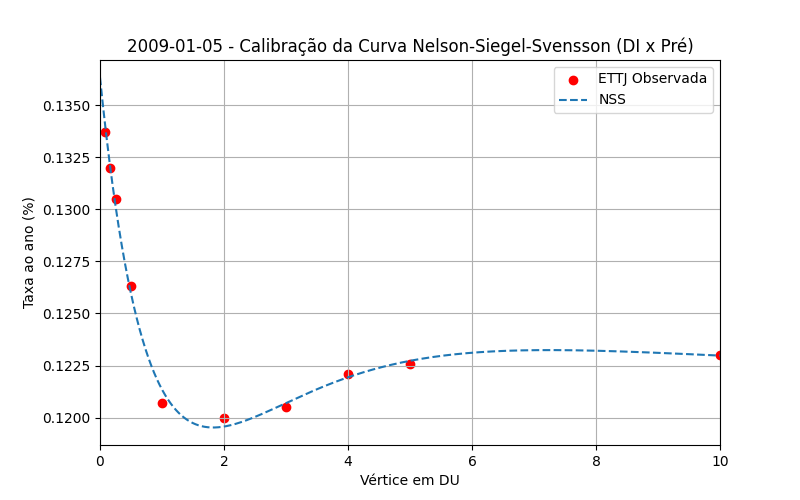 2009-01-05 - Calibração da Curva Nelson-Siegel-Svensson (DI x Pré)
ETTJ Observada
NSS
Taxa ao ano (%)
0.1350
0.1325
0.1300
0.1275
0.1250
0.1225
0.1200
0 2 4 6 8 10
Vértice em DU